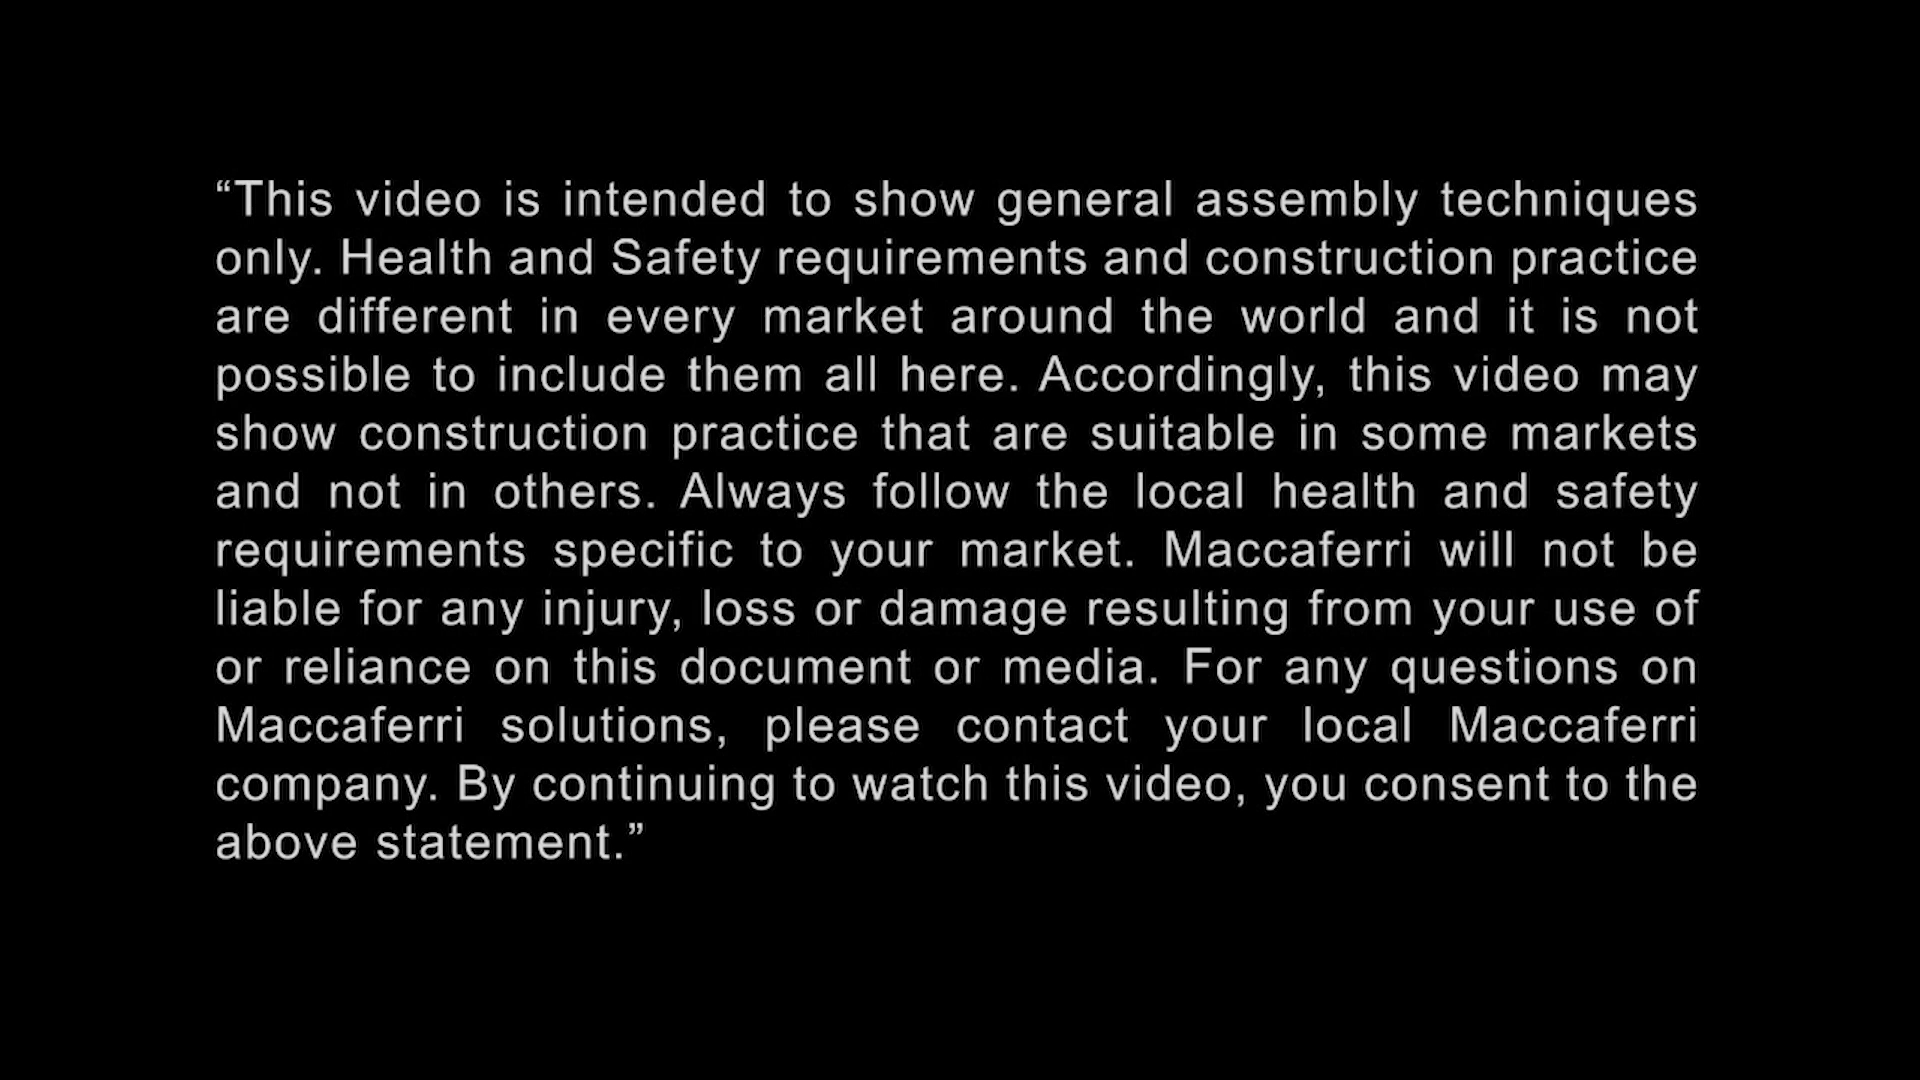 “This video is intended to show general assembly techniques
only. Health and Safety requirements and construction practice
are different in every market around the world and it is not
possible to include them all here. Accordingly, this video may
show construction practice that are suitable in some markets
and not in others. Always follow the local health and safety
requirements specific to your market. Maccaferri will not be
liable for any injury, loss or damage resulting from your use of
or reliance on this document or media. For any questions on
Maccaferri solutions, please contact your local Maccaferri
company. By continuing to watch this video, you consent to the
above statement.”